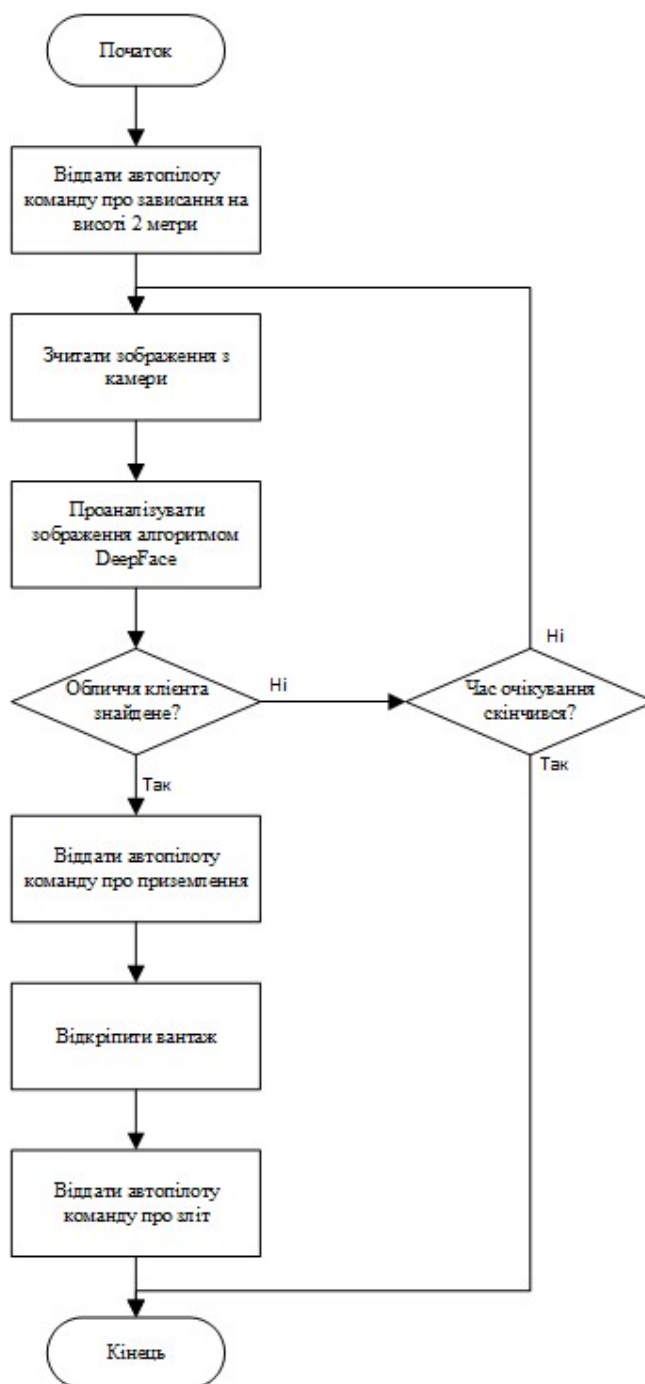 Початок
Віддати автопілоту
команду про зависання на
висоті 2 метри
Зчитати зображення з
камери
Проаналізувати
зображення алгоритмом
DeepFace
Обличчя клієнта
знайдене?
Ні
Час очікування
скінчився?
Ні
Так
Так
Віддати автопілоту
команду про приземлення
Відкріпити вантаж
Віддати автопілоту
команду про зліт
Кінець